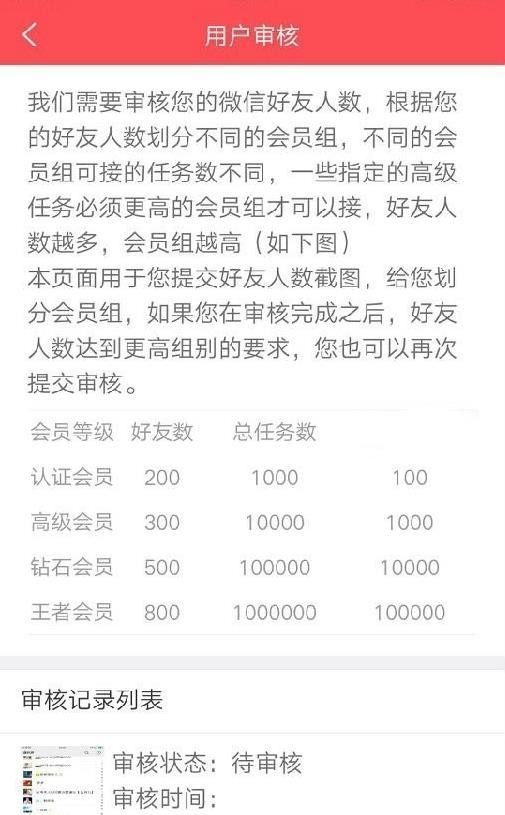 用户审核
我们需要审核您的微信好友人数，根据您
的好友人数划分不同的会员组，不同的会
员组可接的任务数不同，一些指定的高级
任务必须更高的会员组才可以接，好友人
数越多，会员组越高（如下图）
本页面用于您提交好友人数截图，给您划
分会员组，如果您在审核完成之后，好友
人数达到更高组别的要求，您也可以再次
提交审核。
会员等级 好友数 总任务数
认证会员 200 1000 100
高级会员 300 10000 1000
钻石会员 500 100000 10000
王者会员 800 1000000 100000
审核记录列表
审核状态：待审核
审核时间：